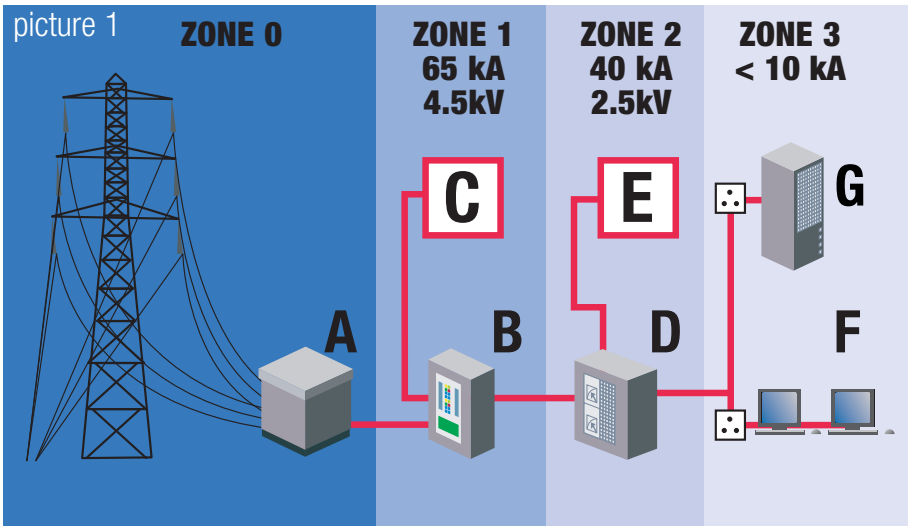 picture 1
ZONE 0
ZONE 1
65 kA
4.5kV
ZONE 2
40 kA
2.5kV
ZONE 3
< 10 kA
C
E
G
A
B
D
F